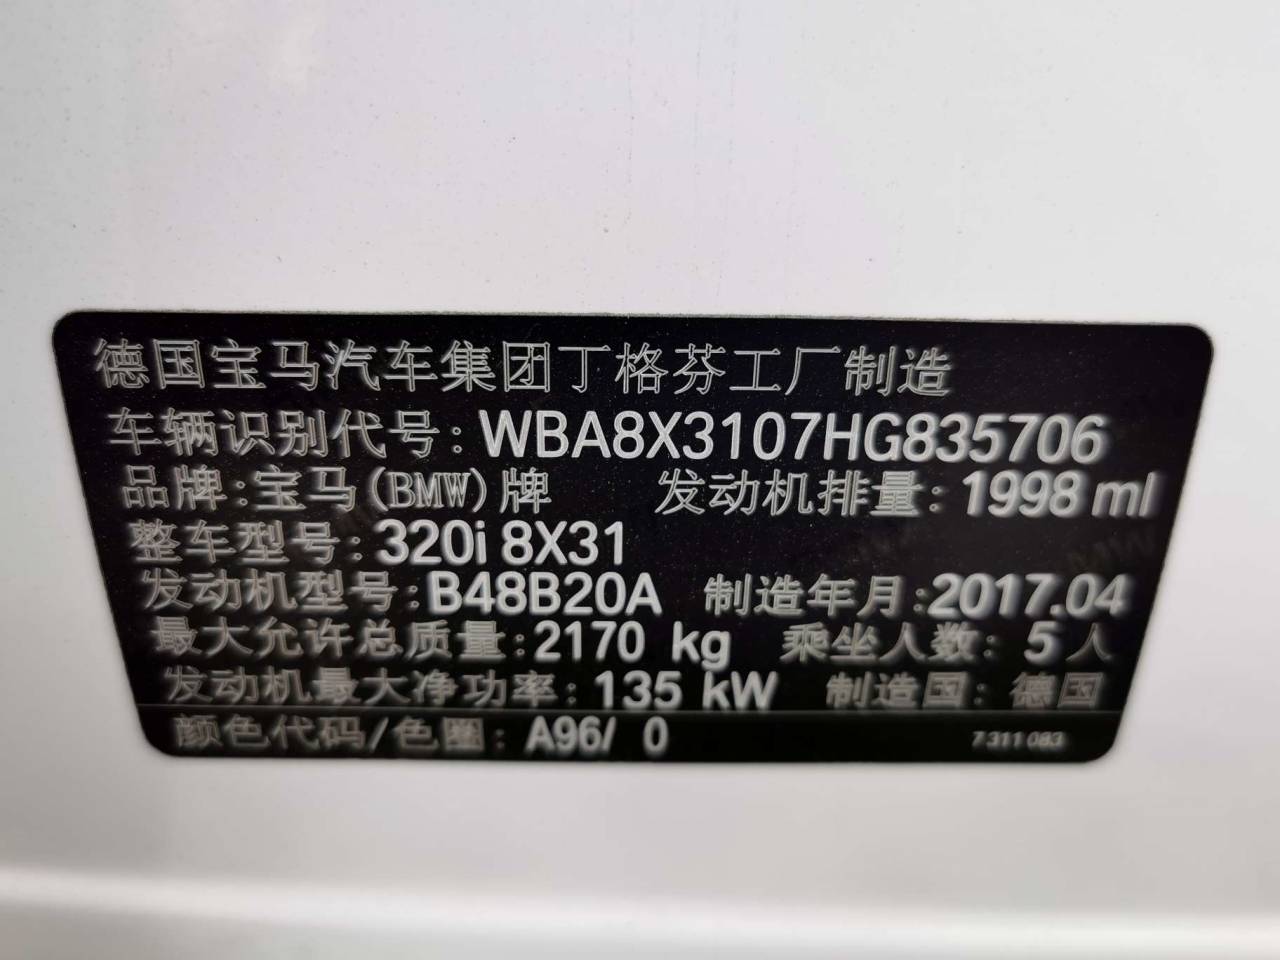 德国宝马汽车集团丁格芬工厂制造
车辆识别代号:WBA8X3107HG835706
品牌:宝马(BMW)牌 发动机排量:1998 ml
整车型号:320i 8X31
发动机型号:B48B20A 制造年月:2017.04
最大允许总质量:2170 kg 乘坐人数:5人
发动机最大净功率:135 kW 制造国:德国
颜色代码/色圈:A96/ 0 7 311 083